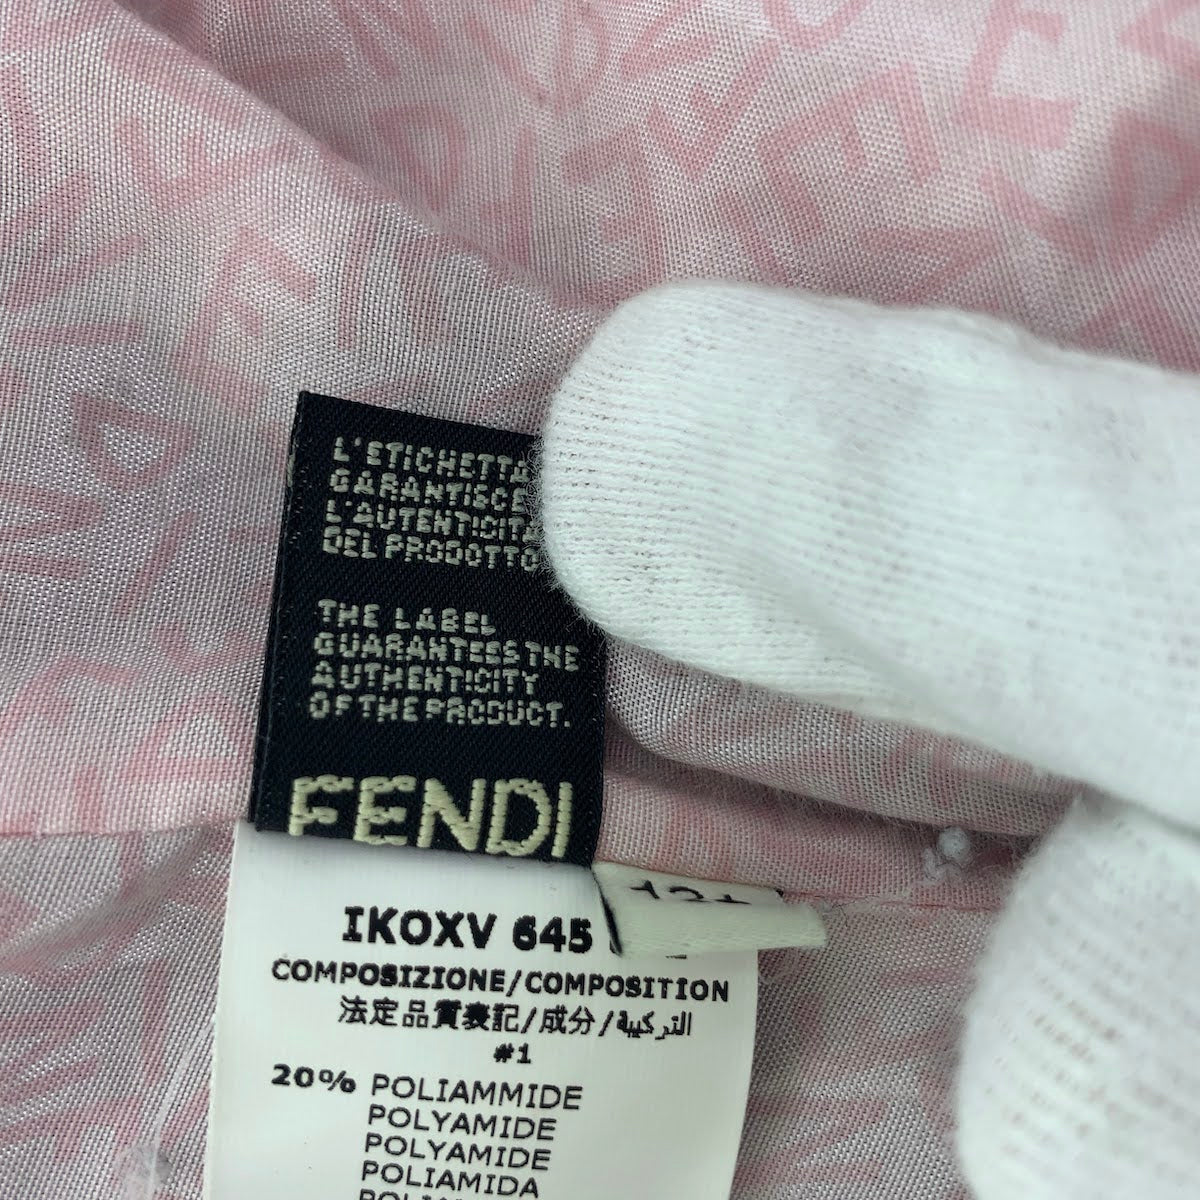 L'ETICHETTA
GARANTISCE
L'AUTENTICITA
DEL PRODOTTO
THE LABEL
GUARANTEES THE
AUTHENTICITY
OF THE PRODUCT.
FENDI
IKOXV 645
COMPOSIZIONE/COMPOSITION
法定品質表記/成分/التركيبة
#1
20% POLIAMMIDE
POLYAMIDE
POLYAMIDE
POLIAMIDA